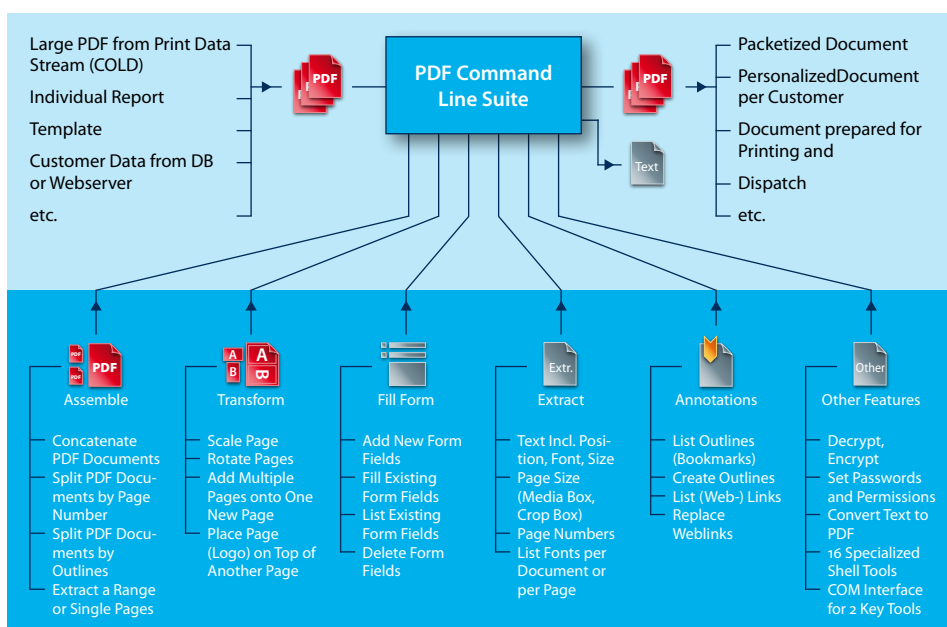 Large PDF from Print Data
Stream (COLD)
Individual Report
Template
Customer Data from DB
or Webserver
etc.
PDF
PDF Command
Line Suite
PDF
Text
Packetized Document
PersonalizedDocument
per Customer
Document prepared for
Printing and
Dispatch
etc.
PDF
PDF
PDF
Assemble
Concatenate
PDF Documents
Split PDF Docu-
ments by Page
Number
Split PDF Docu-
ments by
Outlines
Extract a Range
or Single Pages
A
B
A
B
Transform
Scale Page
Rotate Pages
Add Multiple
Pages onto One
New Page
Place Page
(Logo) on Top of
Another Page
Fill Form
Add New Form
Fields
Fill Existing
Form Fields
List Existing
Form Fields
Delete Form
Fields
Extr.
Extract
Text Incl. Posi-
tion, Font, Size
Page Size
(Media Box,
Crop Box)
Page Numbers
List Fonts per
Document or
per Page
Annotations
List Outlines
(Bookmarks)
Create Outlines
List (Web-) Links
Replace
Weblinks
Other
Other Features
Decrypt,
Encrypt
Set Passwords
and Permissions
Convert Text to
PDF
16 Specialized
Shell Tools
COM Interface
for 2 Key Tools